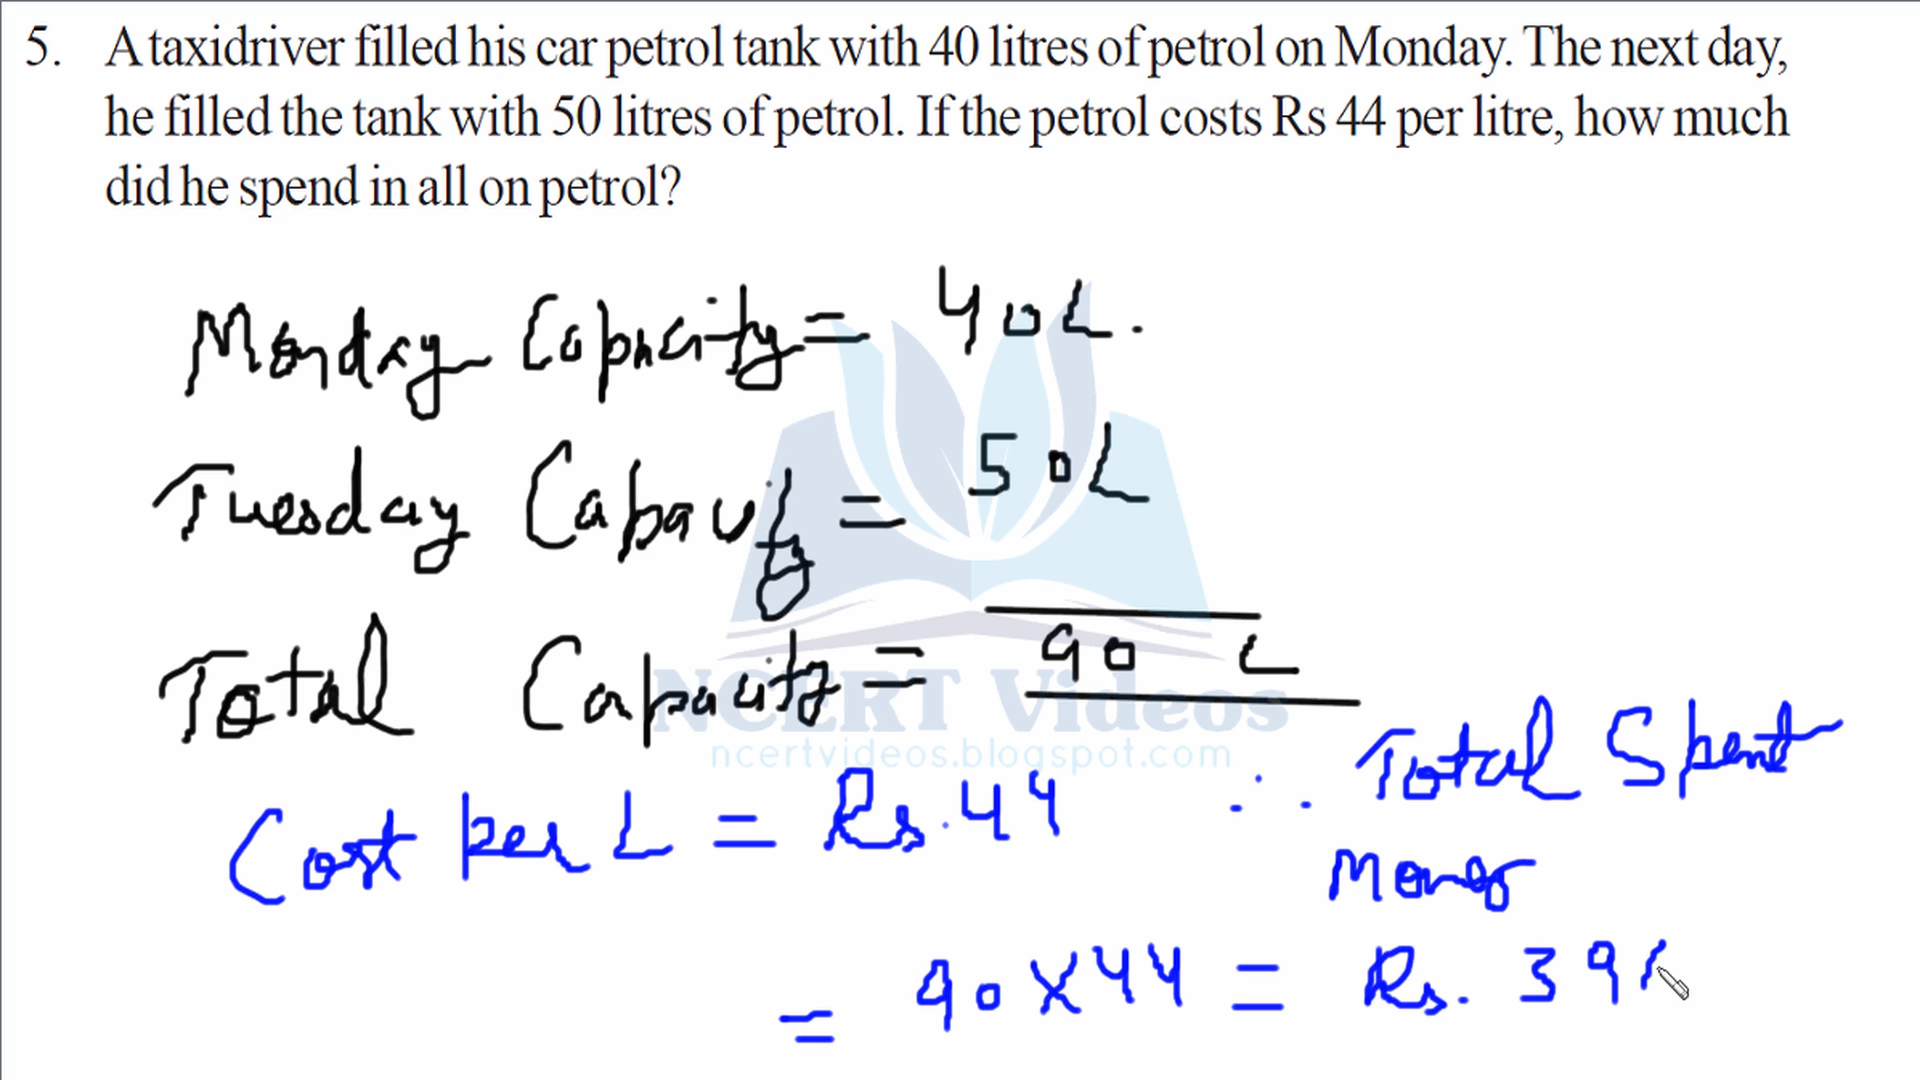 5. A taxidriver filled his car petrol tank with 40 litres of petrol on Monday. The next day,
he filled the tank with 50 litres of petrol. If the petrol costs Rs 44 per litre, how much
did he spend in all on petrol?
Monday Capacity = 40L.
Tuesday Capacity = 50L
Total Capacity = 90 L
NCERT Videos
ncertvideos.blogspot.com
Cost per L = Rs. 44
∴ Total Spent
Money
= 90 X 44 = Rs. 39